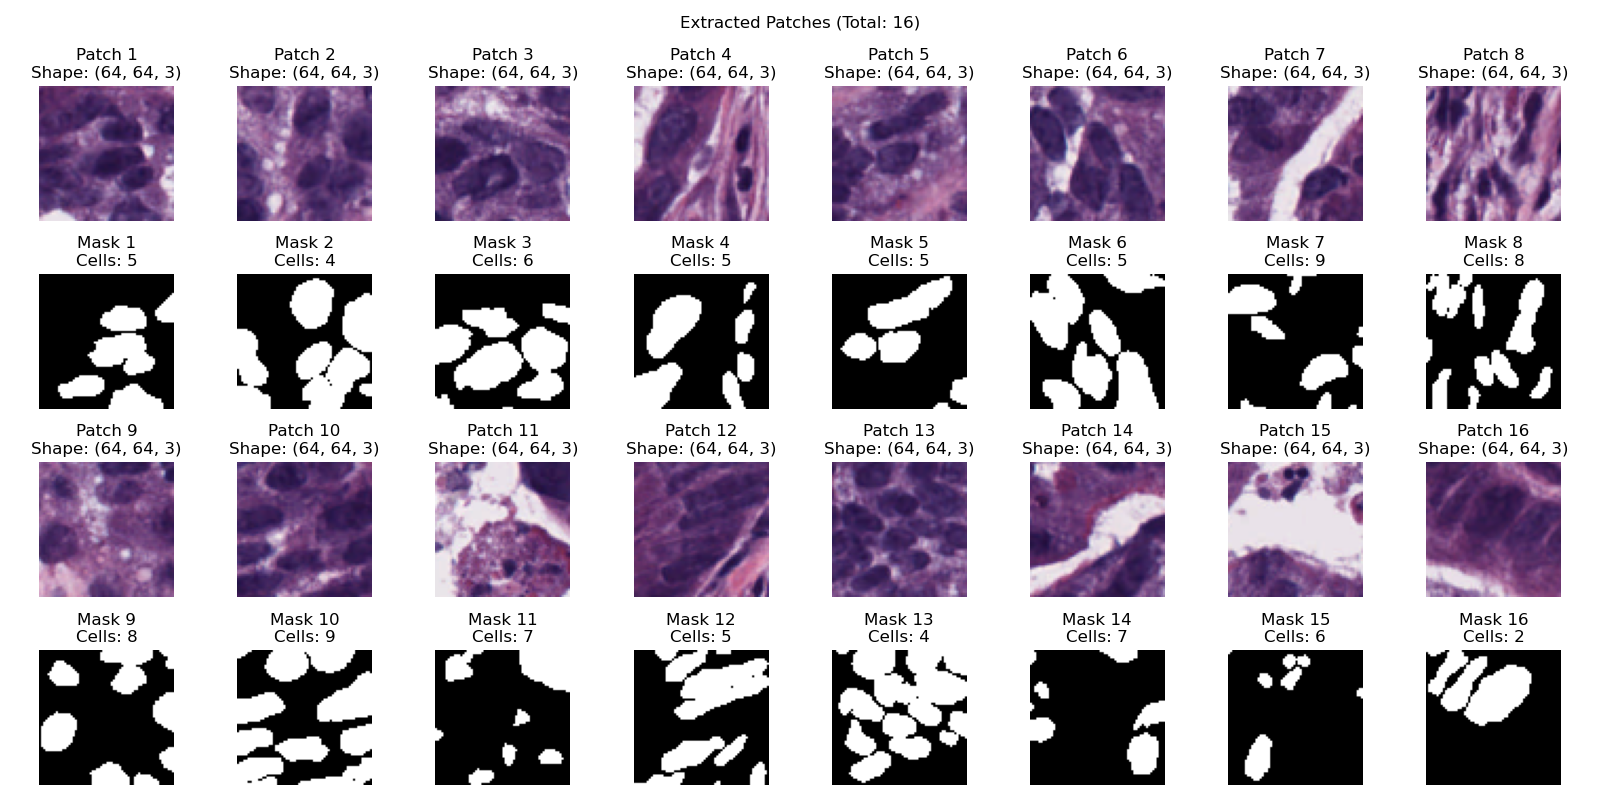 Extracted Patches (Total: 16)
Patch 1 Patch 2 Patch 3 Patch 4 Patch 5 Patch 6 Patch 7 Patch 8
Shape: (64, 64, 3) Shape: (64, 64, 3) Shape: (64, 64, 3) Shape: (64, 64, 3) Shape: (64, 64, 3) Shape: (64, 64, 3) Shape: (64, 64, 3) Shape: (64, 64, 3)
Mask 1 Mask 2 Mask 3 Mask 4 Mask 5 Mask 6 Mask 7 Mask 8
Cells: 5 Cells: 4 Cells: 6 Cells: 5 Cells: 5 Cells: 5 Cells: 9 Cells: 8
Patch 9 Patch 10 Patch 11 Patch 12 Patch 13 Patch 14 Patch 15 Patch 16
Shape: (64, 64, 3) Shape: (64, 64, 3) Shape: (64, 64, 3) Shape: (64, 64, 3) Shape: (64, 64, 3) Shape: (64, 64, 3) Shape: (64, 64, 3) Shape: (64, 64, 3)
Mask 9 Mask 10 Mask 11 Mask 12 Mask 13 Mask 14 Mask 15 Mask 16
Cells: 8 Cells: 9 Cells: 7 Cells: 5 Cells: 4 Cells: 7 Cells: 6 Cells: 2